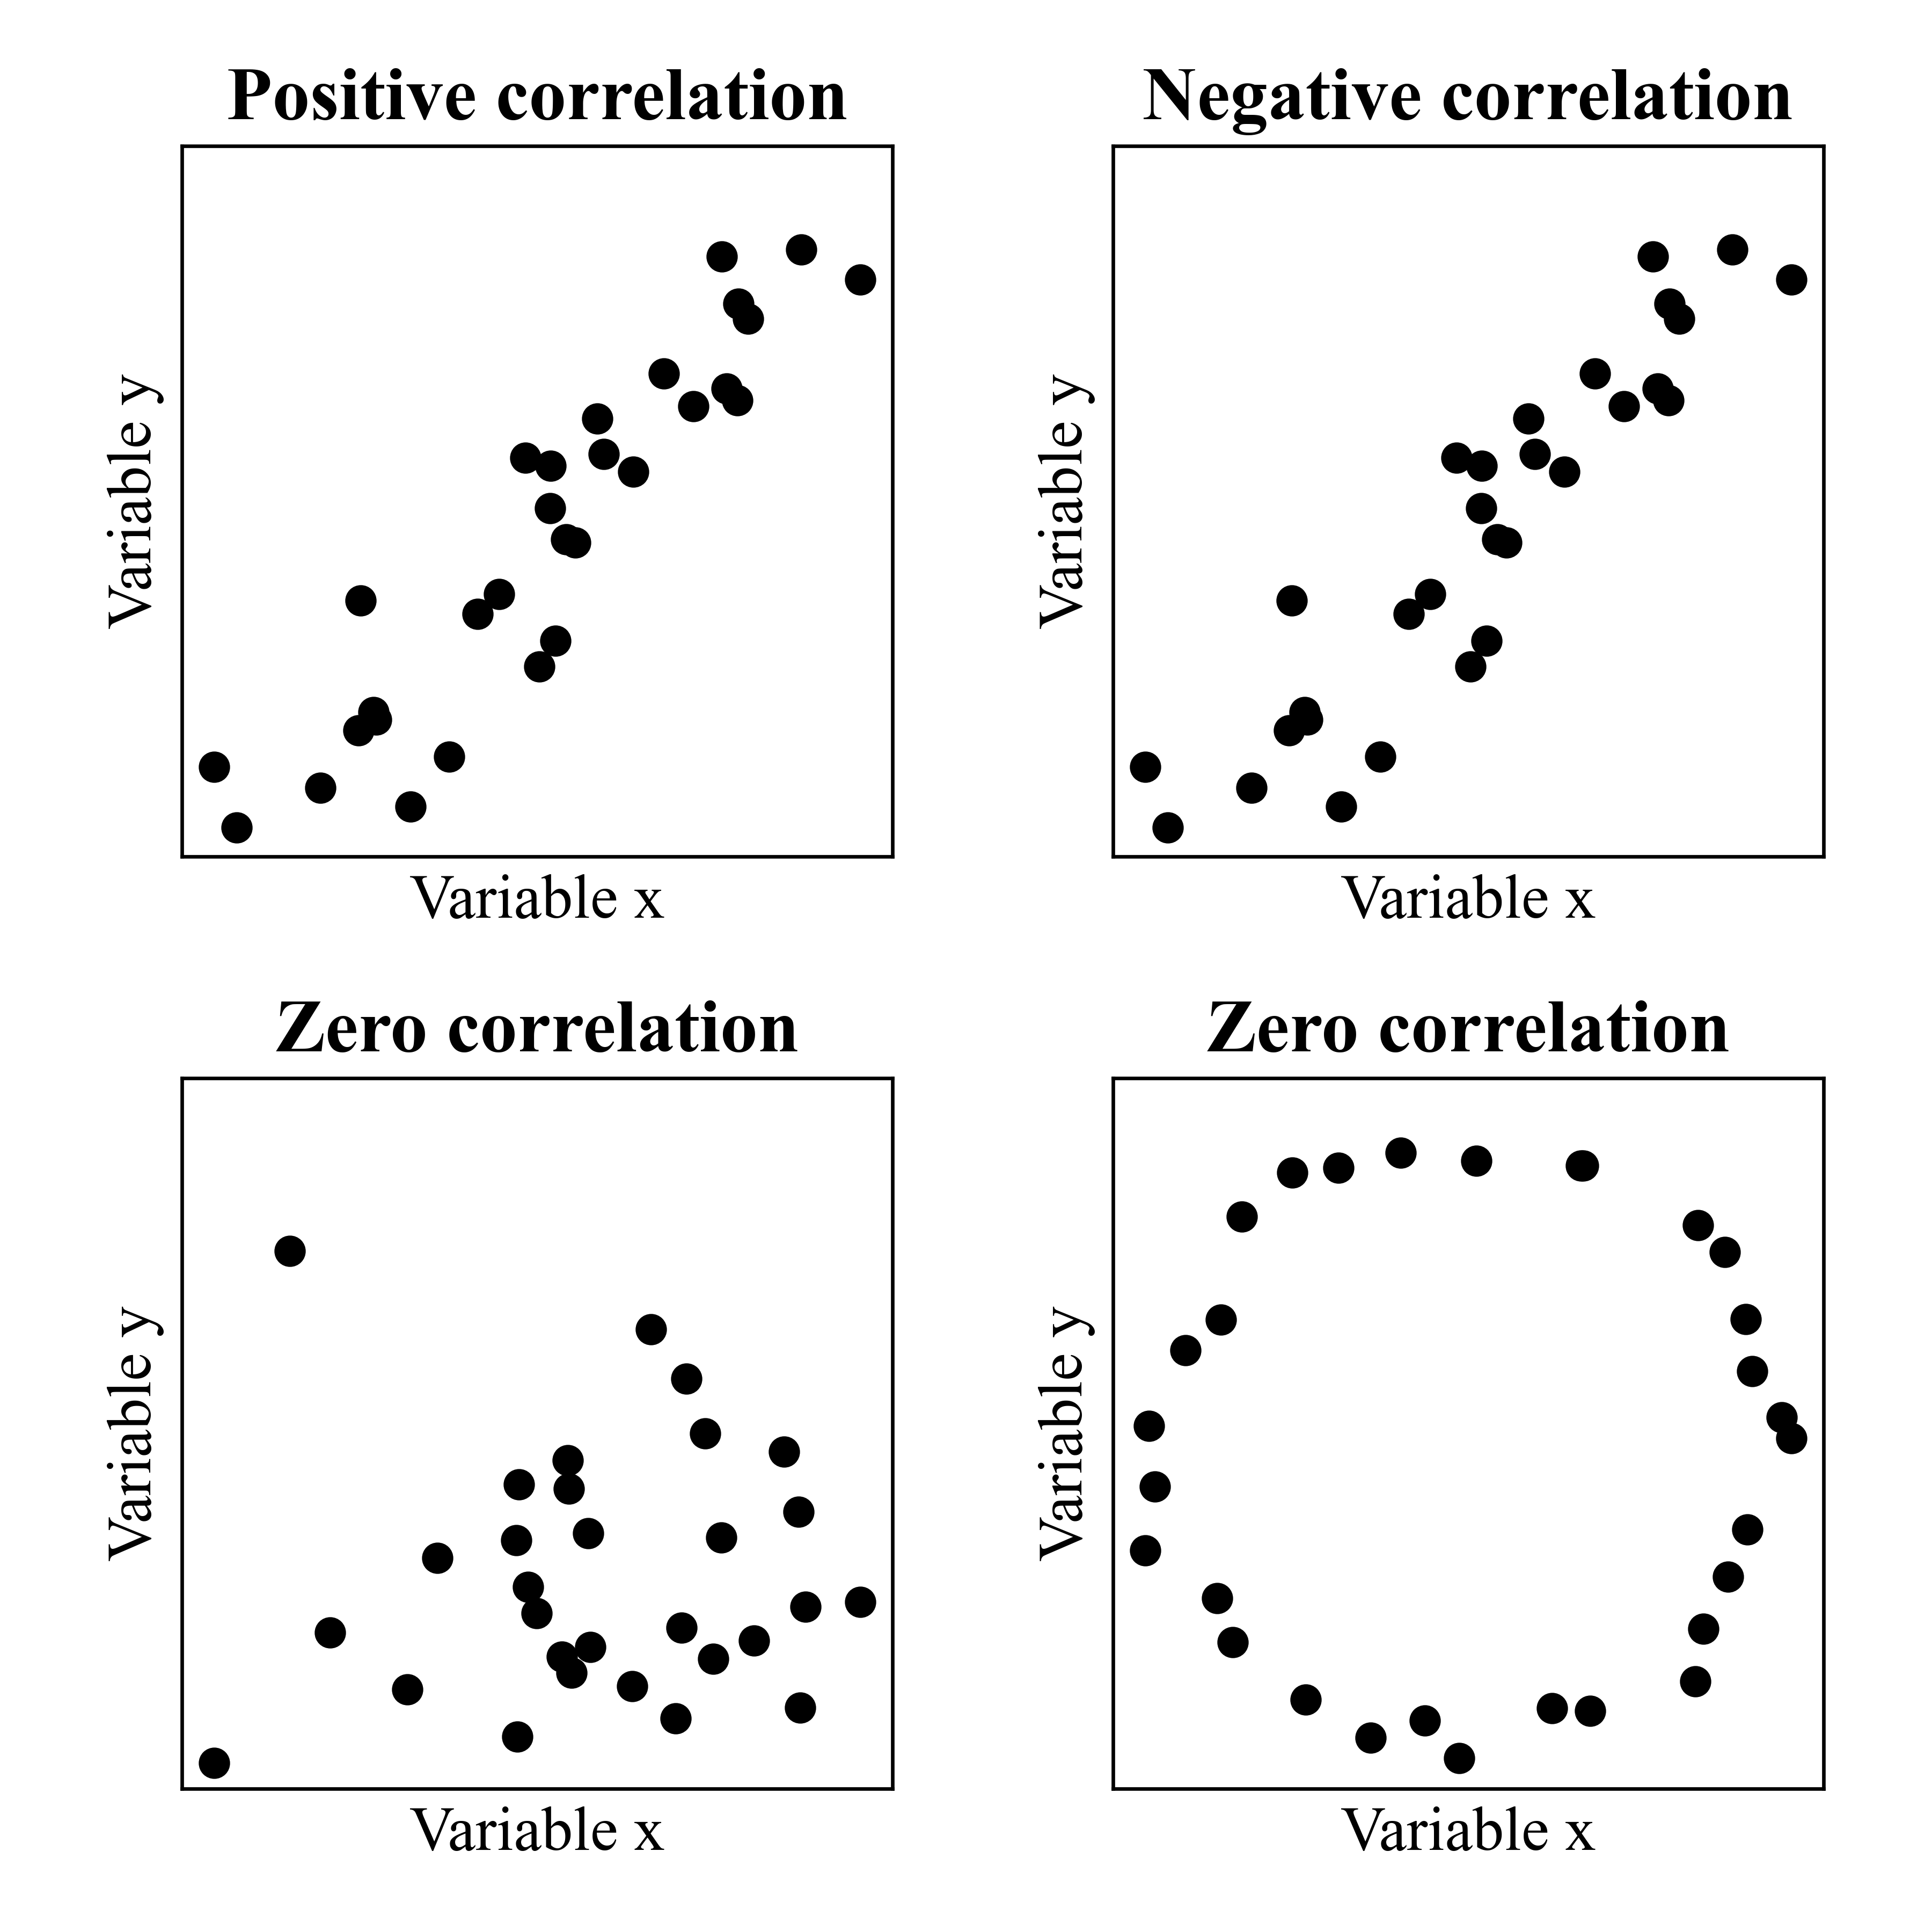 Positive correlation
Negative correlation
Variable y
Variable x
Variable y
Variable x
Zero correlation
Zero correlation
Variable y
Variable x
Variable y
Variable x